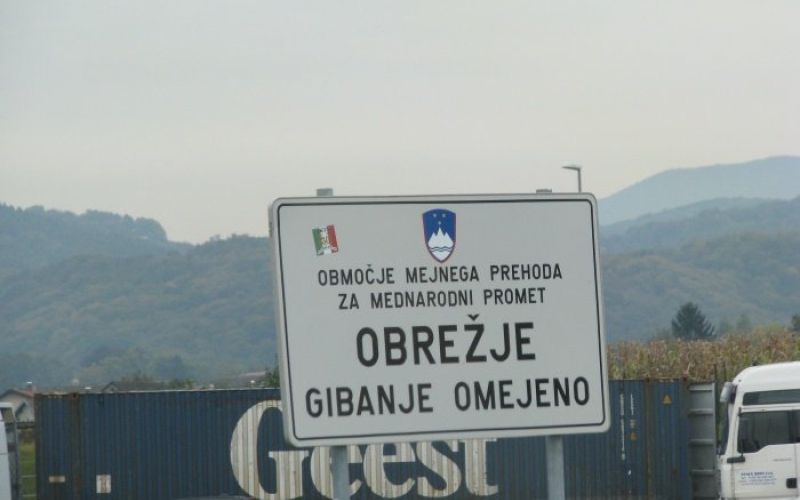 OBMOČJE MEJNEGA PREHODA
ZA MEDNARODNI PROMET
OBREŽJE
GIBANJE OMEJENO
Geest